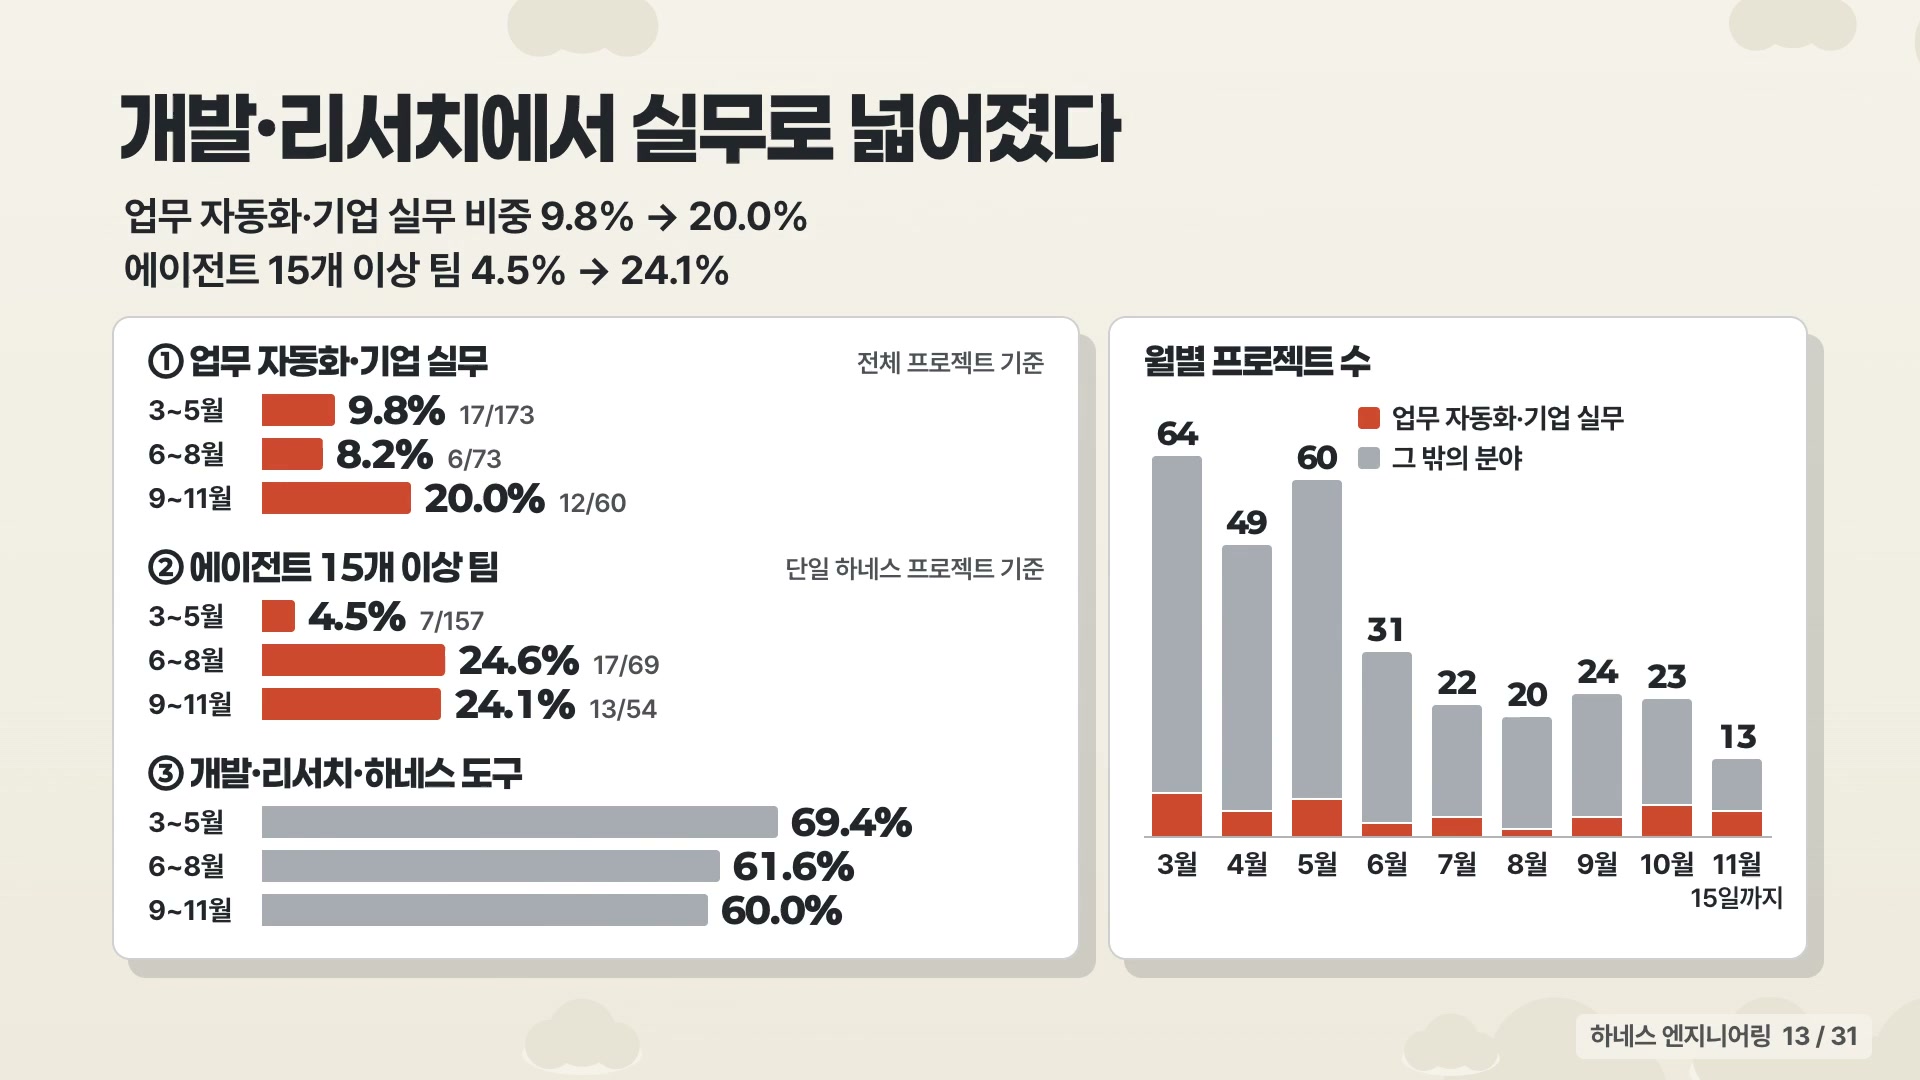 개발·리서치에서 실무로 넓어졌다
업무 자동화·기업 실무 비중 9.8% → 20.0%
에이전트 15개 이상 팀 4.5% → 24.1%
① 업무 자동화·기업 실무
전체 프로젝트 기준
3~5월 9.8% 17/173
6~8월 8.2% 6/73
9~11월 20.0% 12/60
② 에이전트 15개 이상 팀
단일 하네스 프로젝트 기준
3~5월 4.5% 7/157
6~8월 24.6% 17/69
9~11월 24.1% 13/54
③ 개발·리서치·하네스 도구
3~5월 69.4%
6~8월 61.6%
9~11월 60.0%
월별 프로젝트 수
업무 자동화·기업 실무
그 밖의 분야
64 49 60 31 22 20 24 23 13
3월 4월 5월 6월 7월 8월 9월 10월 11월
15일까지
하네스 엔지니어링 13 / 31